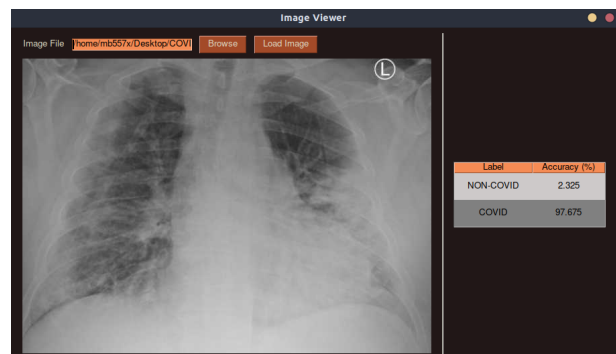 Image Viewer
Image File /home/mb557x/Desktop/COVI Browse Load Image
L
Label Accuracy (%)
NON-COVID 2.325
COVID 97.675